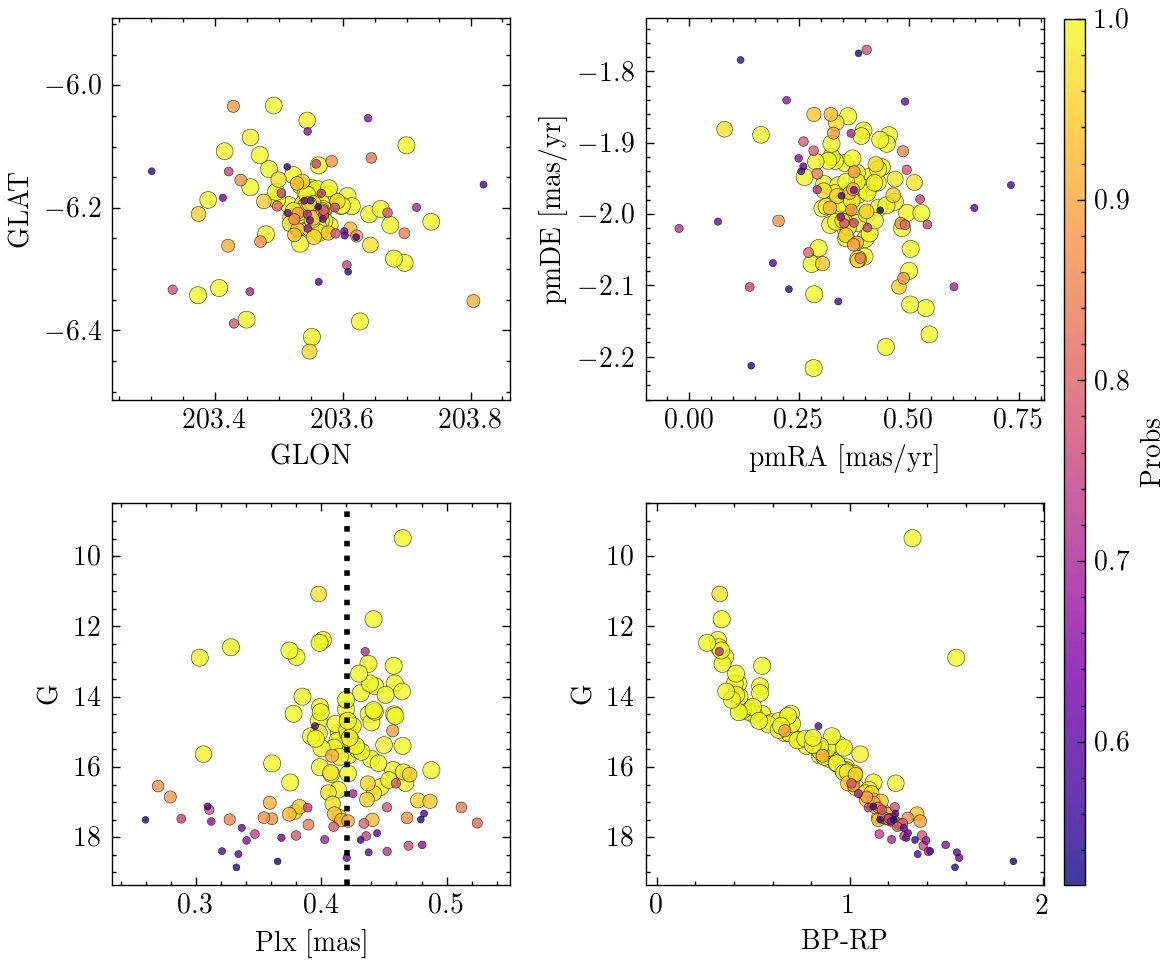 −6.0
−6.2
−6.4
GLAT
203.4 203.6 203.8
GLON
−1.8
−1.9
−2.0
−2.1
−2.2
pmDE [mas/yr]
0.00 0.25 0.50 0.75
pmRA [mas/yr]
1.0
0.9
0.8
0.7
0.6
Probs
10
12
14
16
18
G
0.3 0.4 0.5
Plx [mas]
10
12
14
16
18
G
0 1 2
BP-RP